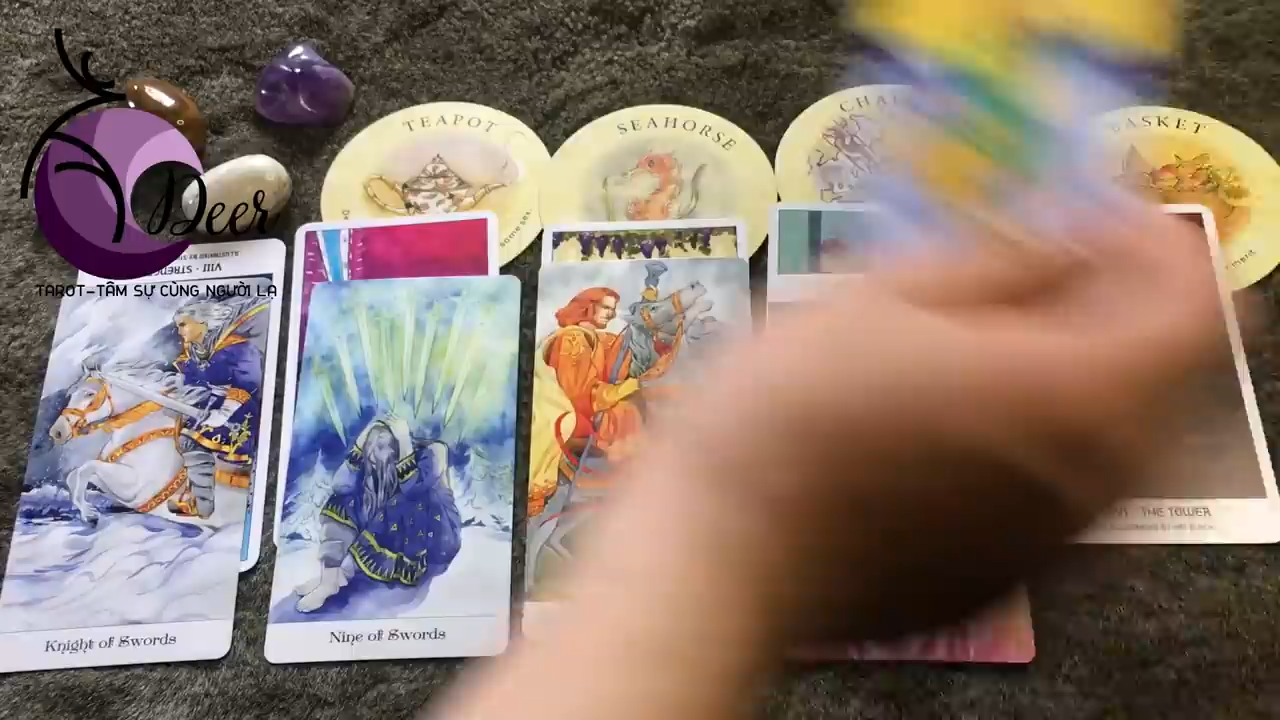 TEAPOT
SEAHORSE
BASKET
Deer
TAROT-TÂM SỰ CÙNG NGƯỜI LẠ
VIII - STRENG
THE TOWER
Knight of Swords
Nine of Swords